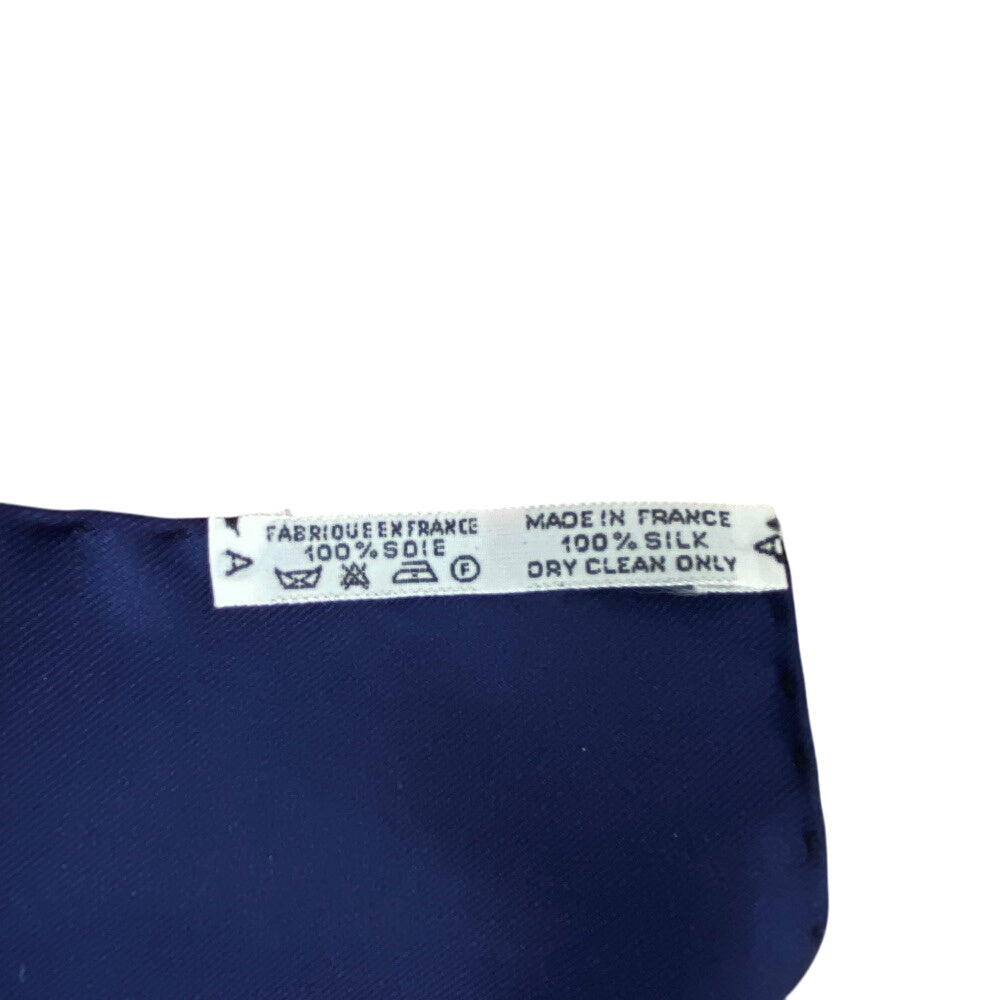 FABRIQUE EN FRANCE
100% SOIE
F
MADE IN FRANCE
100% SILK
DRY CLEAN ONLY
A
A